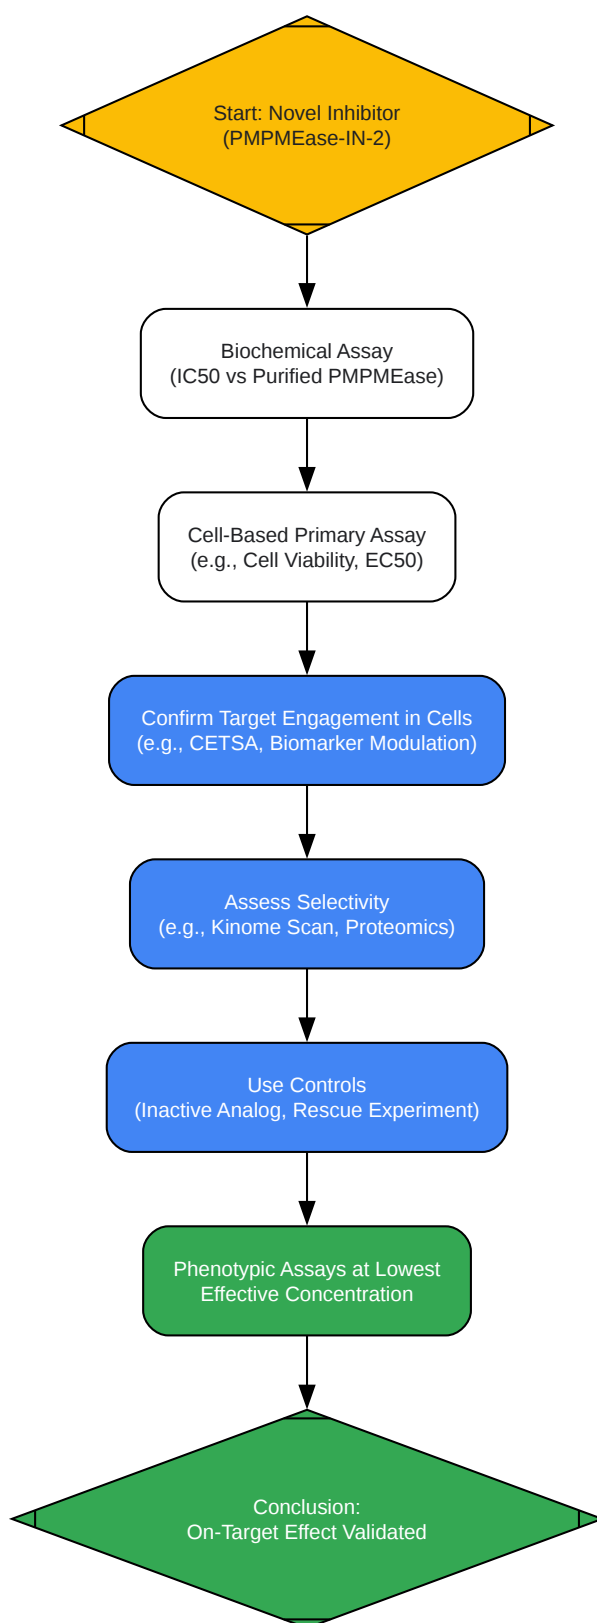 Start: Novel Inhibitor
(PMPMEase-IN-2)
Biochemical Assay
(IC50 vs Purified PMPMEase)
Cell-Based Primary Assay
(e.g., Cell Viability, EC50)
Confirm Target Engagement in Cells
(e.g., CETSA, Biomarker Modulation)
Assess Selectivity
(e.g., Kinome Scan, Proteomics)
Use Controls
(Inactive Analog, Rescue Experiment)
Phenotypic Assays at Lowest
Effective Concentration
Conclusion:
On-Target Effect Validated